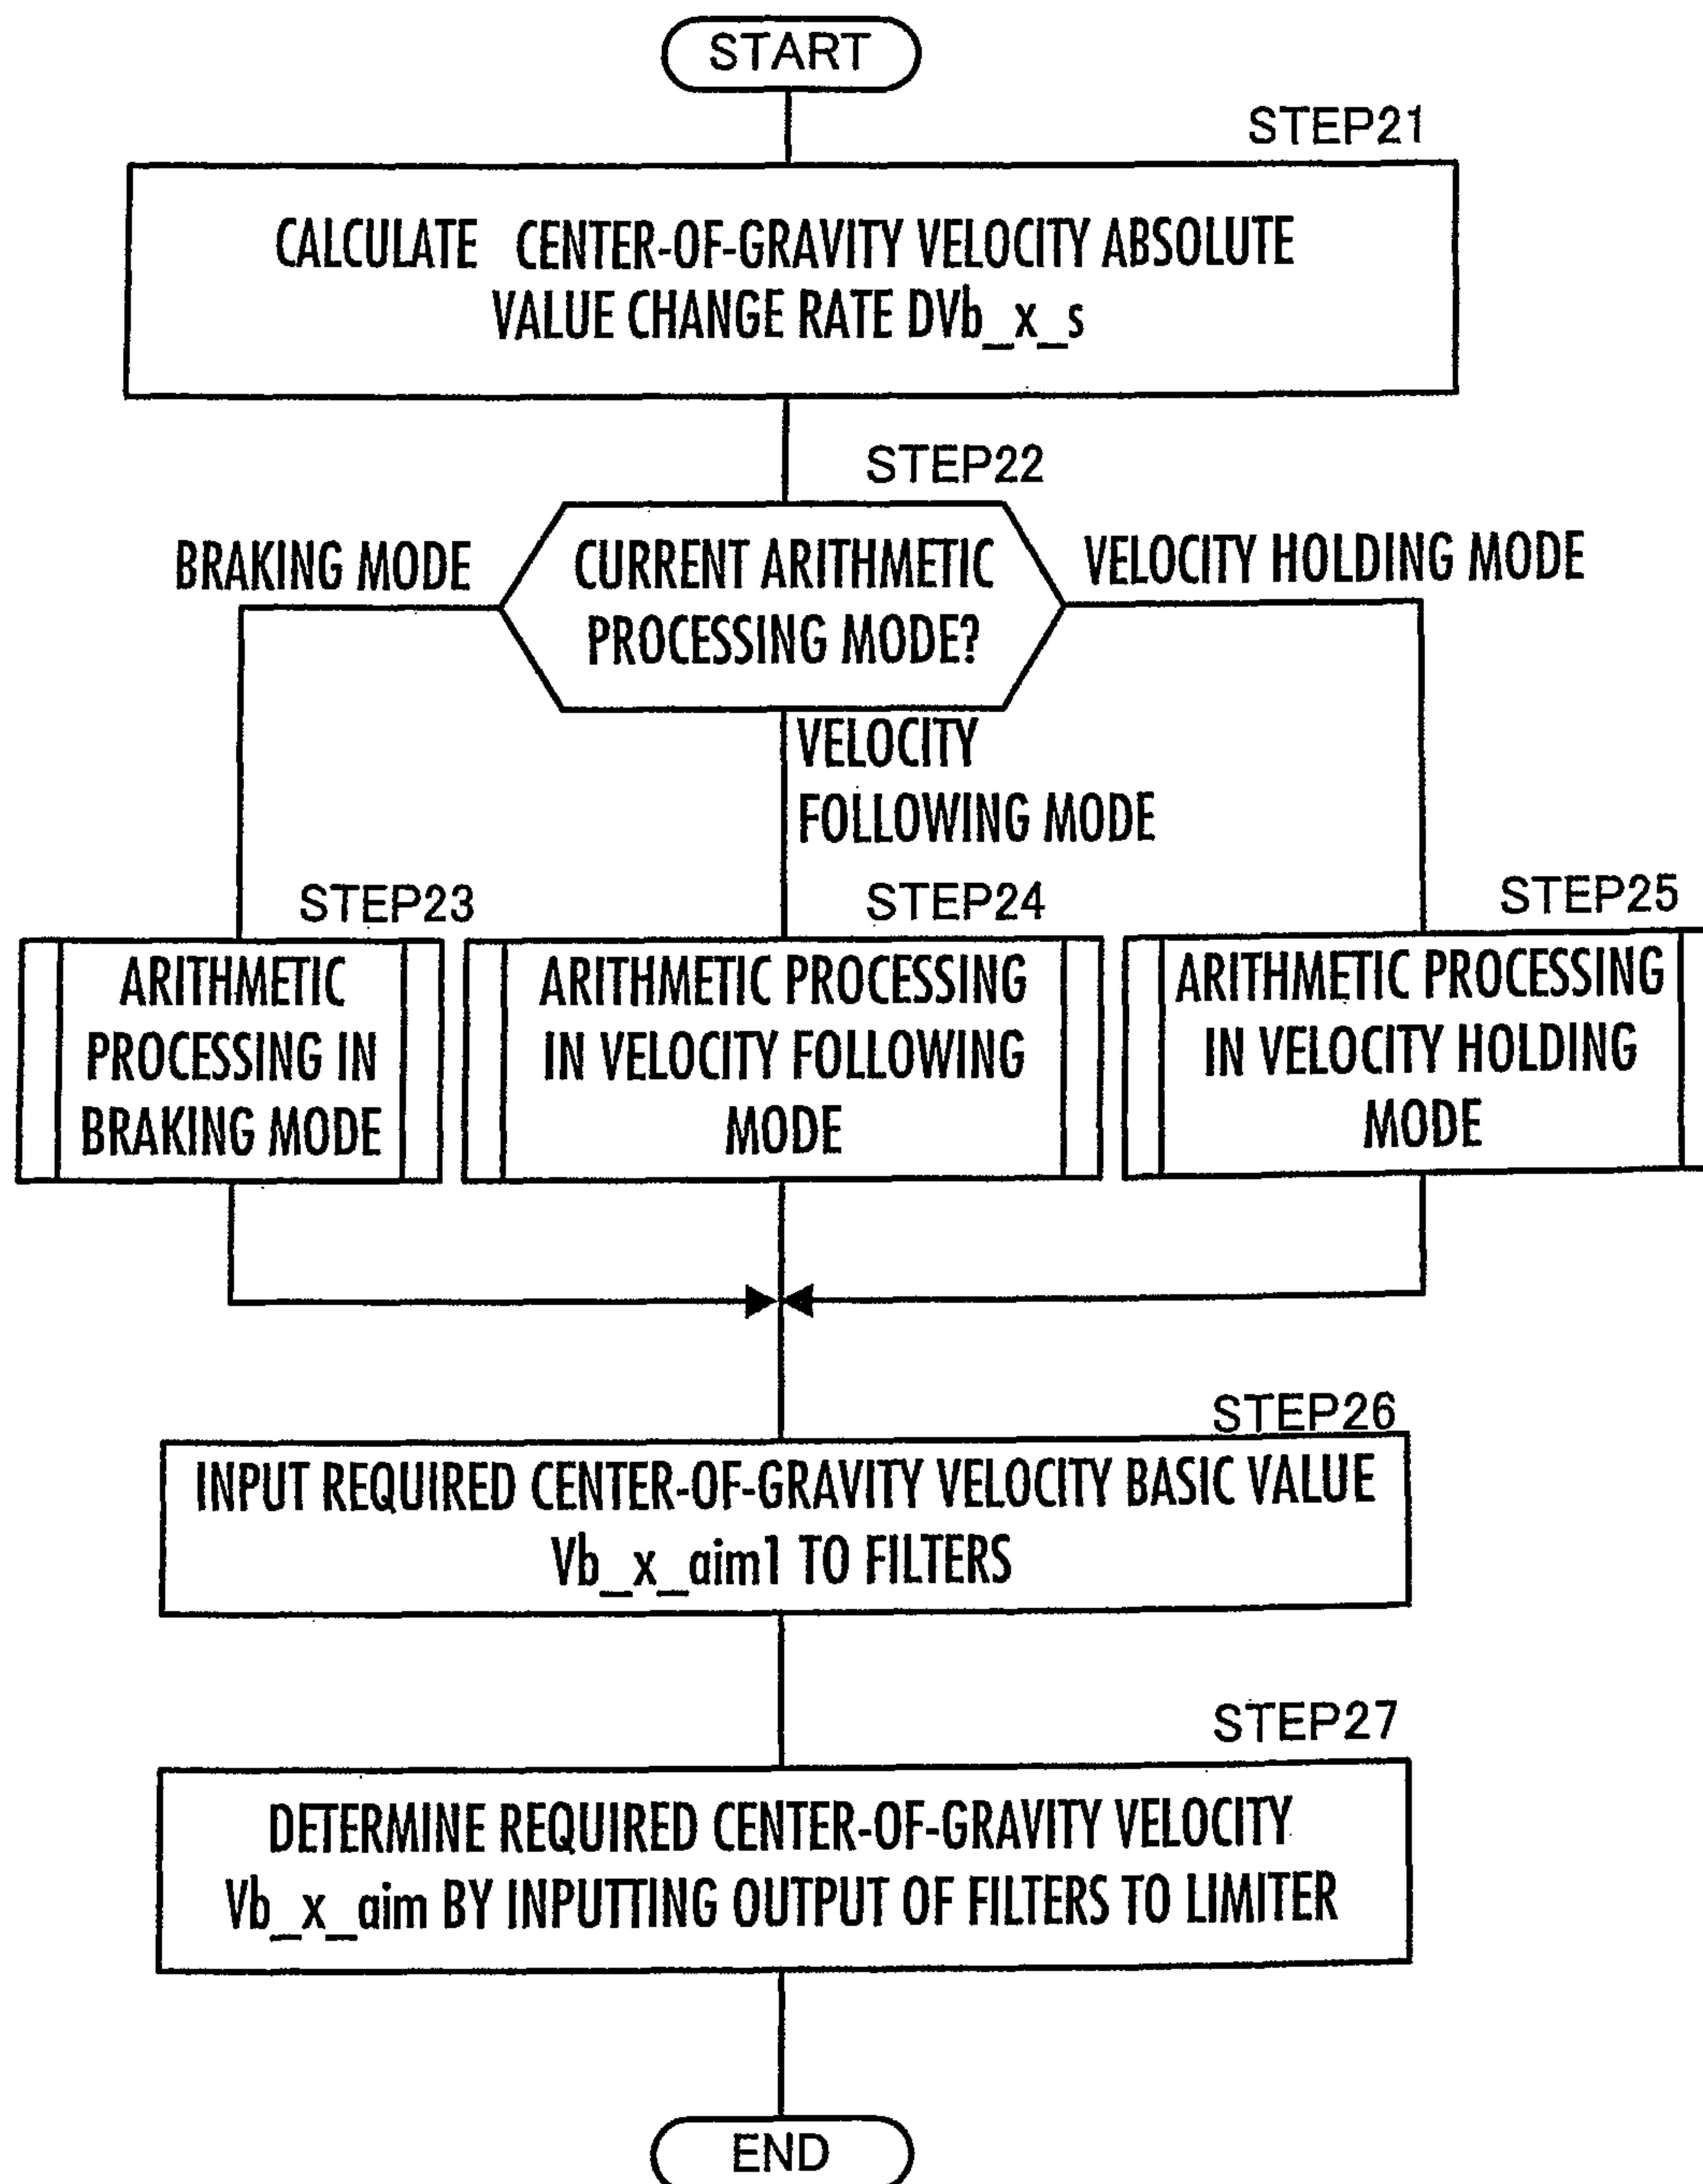 START
STEP21
CALCULATE CENTER-OF-GRAVITY VELOCITY ABSOLUTE
VALUE CHANGE RATE DVb_x_s
STEP22
CURRENT ARITHMETIC
PROCESSING MODE?
BRAKING MODE
VELOCITY HOLDING MODE
VELOCITY
FOLLOWING MODE
STEP23
ARITHMETIC
PROCESSING IN
BRAKING MODE
STEP24
ARITHMETIC PROCESSING
IN VELOCITY FOLLOWING
MODE
STEP25
ARITHMETIC PROCESSING
IN VELOCITY HOLDING
MODE
STEP26
INPUT REQUIRED CENTER-OF-GRAVITY VELOCITY BASIC VALUE
Vb_x_aim1 TO FILTERS
STEP27
DETERMINE REQUIRED CENTER-OF-GRAVITY VELOCITY
Vb_x_aim BY INPUTTING OUTPUT OF FILTERS TO LIMITER
END